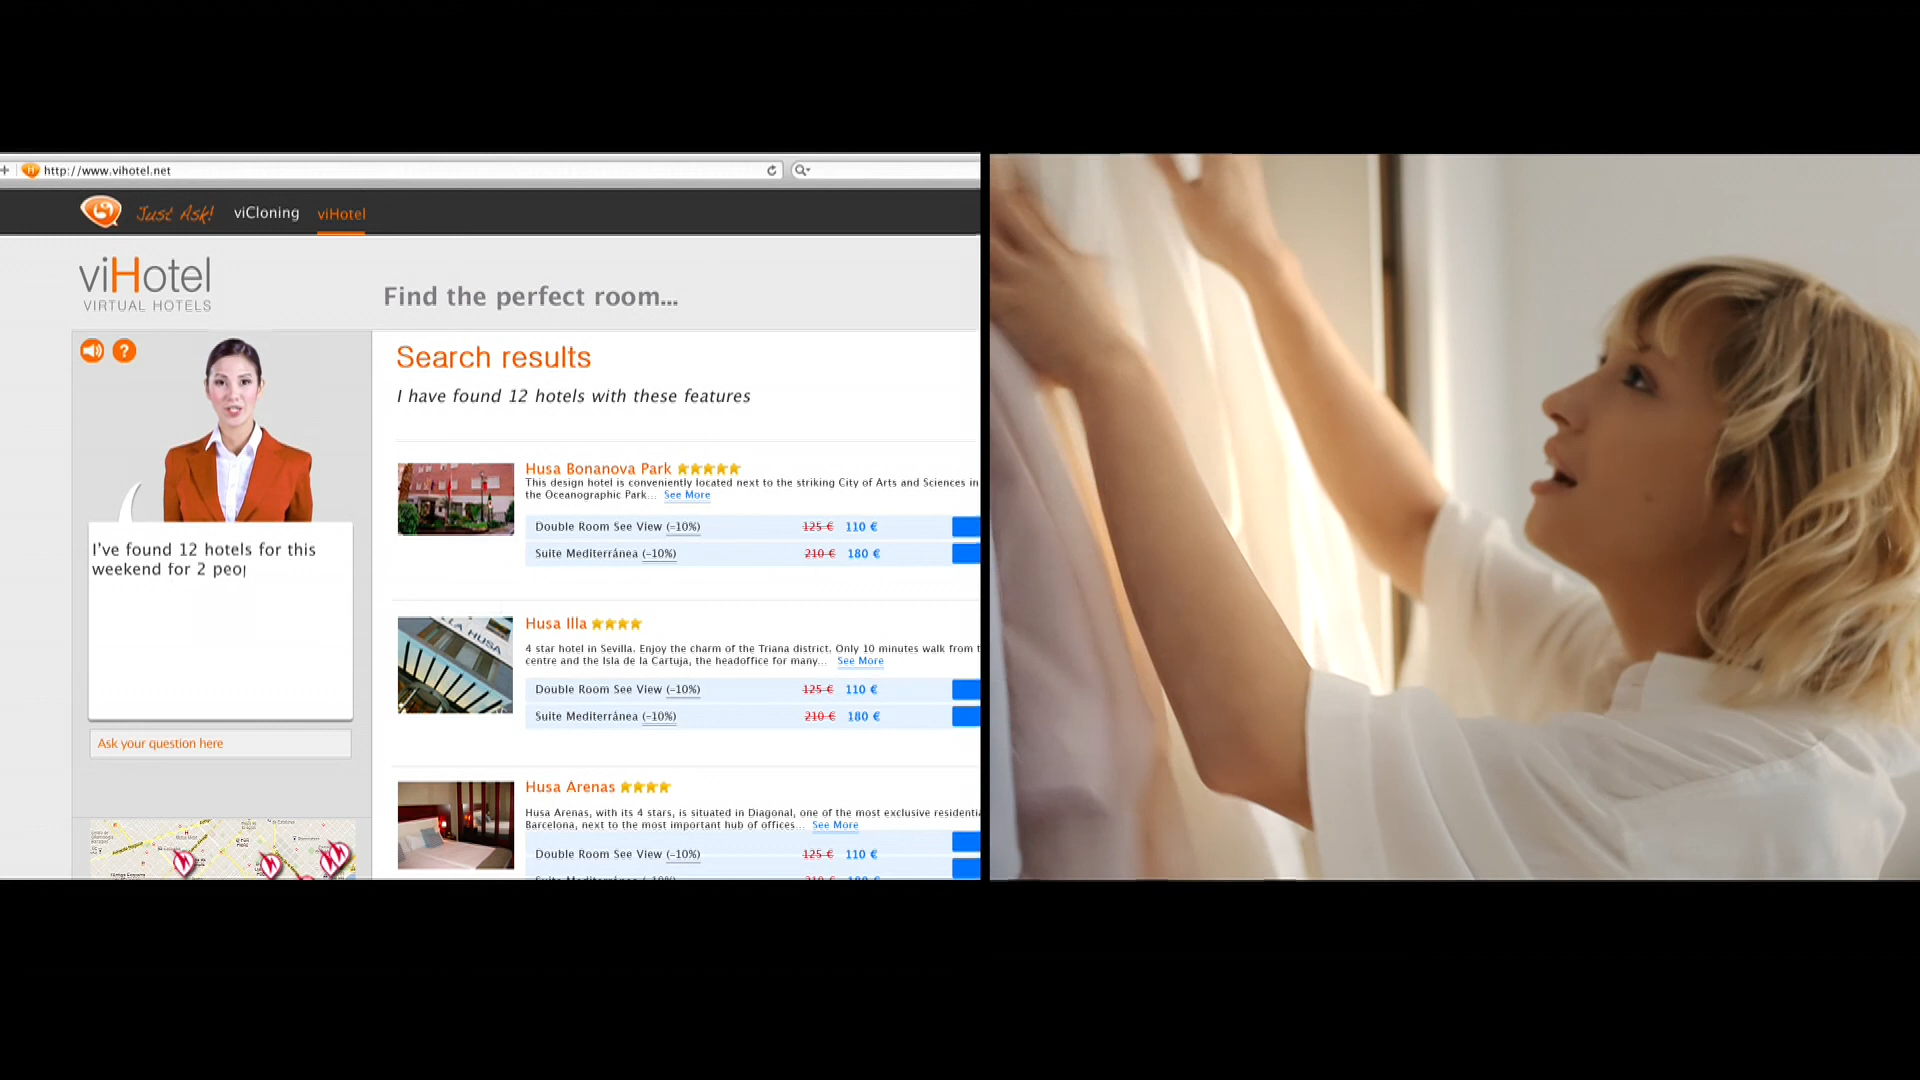 http://www.vihotel.net
Just Ask! viCloning viHotel
viHotel
VIRTUAL HOTELS
Find the perfect room...
?
I've found 12 hotels for this
weekend for 2 peop
Ask your question here
Search results
I have found 12 hotels with these features
Husa Bonanova Park
This design hotel is conveniently located next to the striking City of Arts and Sciences in
the Oceanographic Park... See More
Double Room See View (-10%) 125 € 110 €
Suite Mediterránea (-10%) 210 € 180 €
Husa Illa
4 star hotel in Sevilla. Enjoy the charm of the Triana district. Only 10 minutes walk from t
centre and the Isla de la Cartuja, the headoffice for many... See More
Double Room See View (-10%) 125 € 110 €
Suite Mediterránea (-10%) 210 € 180 €
Husa Arenas
Husa Arenas, with its 4 stars, is situated in Diagonal, one of the most exclusive residentia
Barcelona, next to the most important hub of offices... See More
Double Room See View (-10%) 125 € 110 €
Suite Mediterránea (-10%) 210 € 180 €